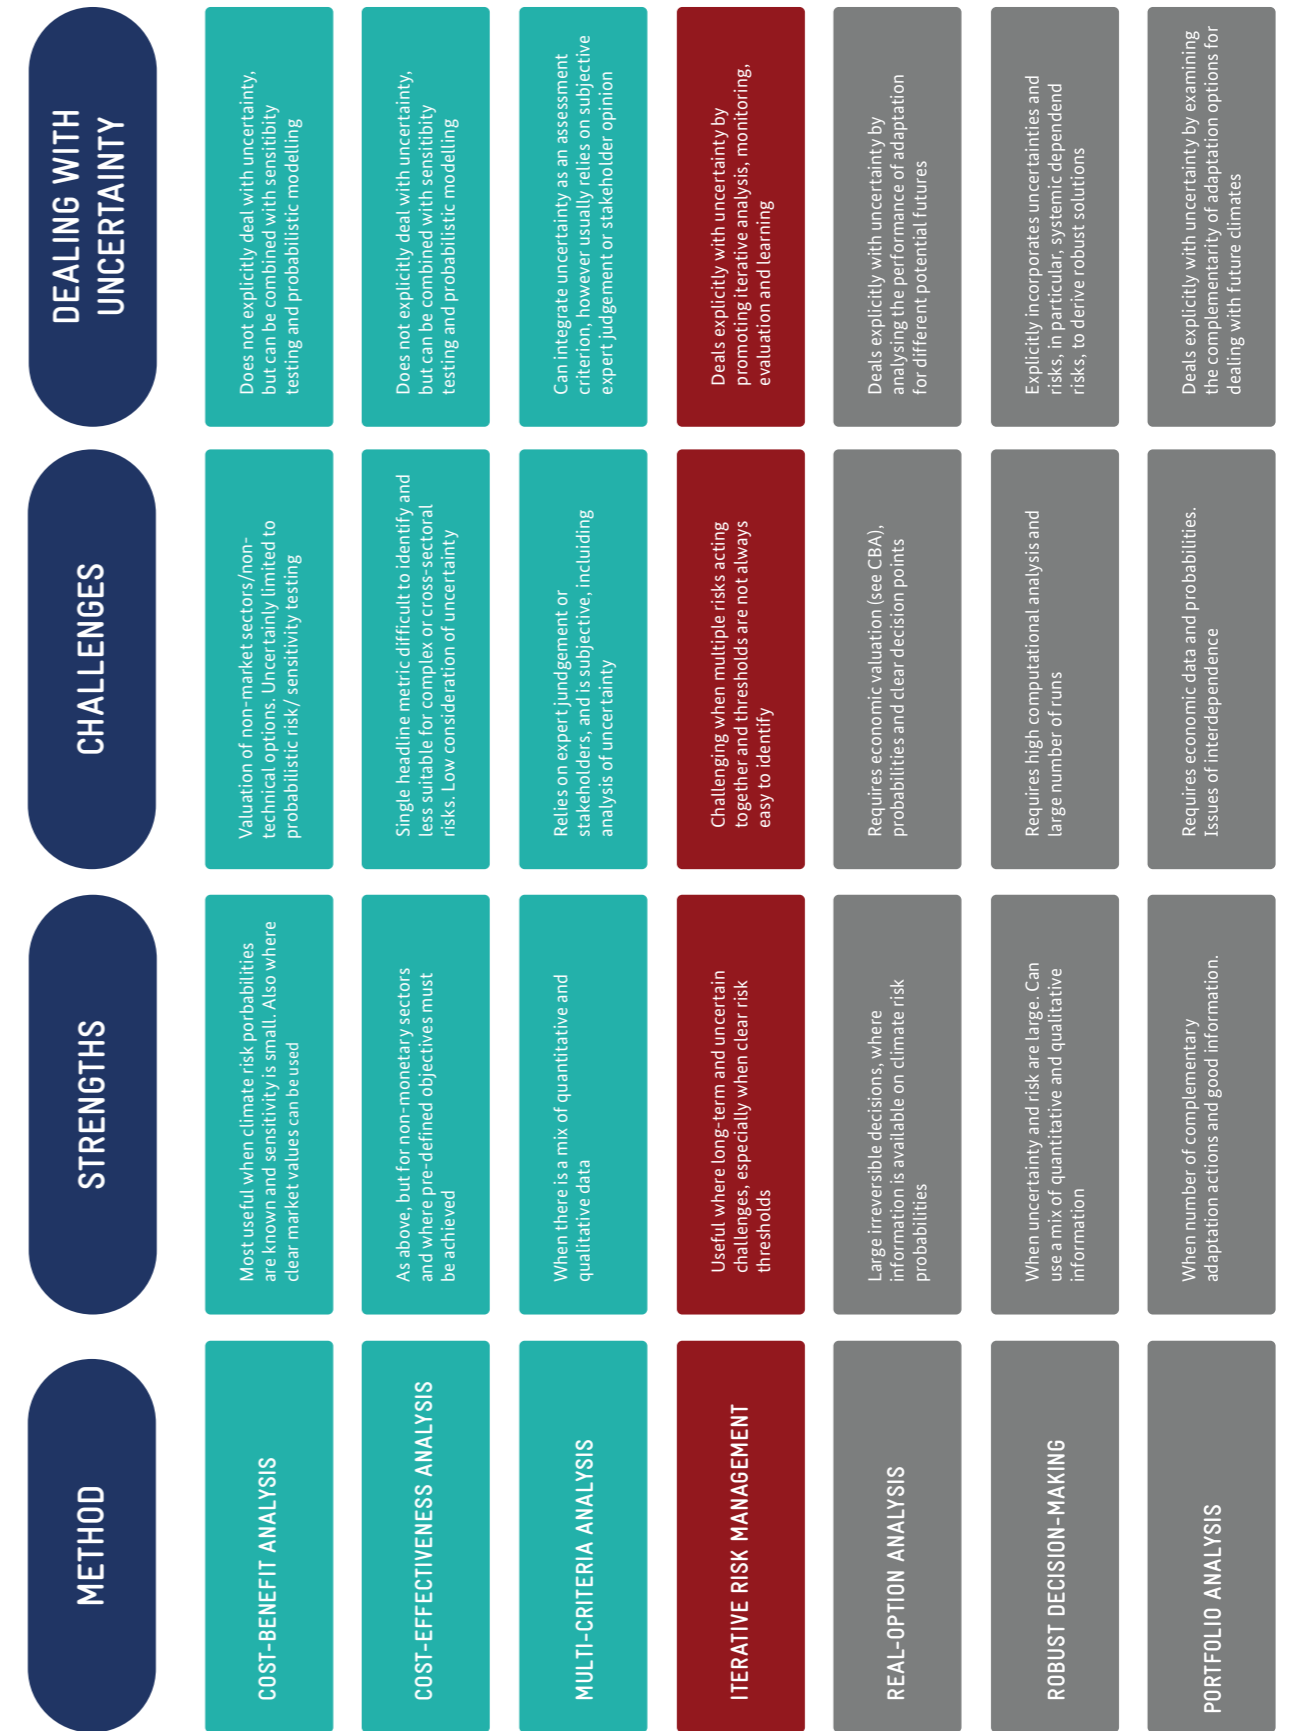 METHOD
STRENGTHS
CHALLENGES
DEALING WITH
UNCERTAINTY
COST-BENEFIT ANALYSIS
Most useful when climate risk porbabilities
are known and sensitivity is small. Also where
clear market values can be used
Valuation of non-market sectors/non-
technical options. Uncertainly limited to
probabilistic risk/ sensitivity testing
Does not explicitly deal with uncertainty,
but can be combined with sensitibity
testing and probabilistic modelling
COST-EFFECTIVENESS ANALYSIS
As above, but for non-monetary sectors
and where pre-defined objectives must
be achieved
Single headline metric difficult to identify and
less suitable for complex or cross-sectoral
risks. Low consideration of uncertainty
Does not explicitly deal with uncertainty,
but can be combined with sensitibity
testing and probabilistic modelling
MULTI-CRITERIA ANALYSIS
When there is a mix of quantitative and
qualitative data
Relies on expert jundgement or
stakeholders, and is subjective, incluiding
analysis of uncertainty
Can integrate uncertainty as an assessment
criterion, however usually relies on subjective
expert judgement or stakeholder opinion
ITERATIVE RISK MANAGEMENT
Useful where long-term and uncertain
challenges, especially when clear risk
thresholds
Challenging when multiple risks acting
together and thresholds are not always
easy to identify
Deals explicitly with uncertainty by
promoting iterative analysis, monitoring,
evaluation and learning
REAL-OPTION ANALYSIS
Large irreversible decisions, where
information is available on climate risk
probabilities
Requires economic valuation (see CBA),
probabilities and clear decision points
Deals explicitly with uncertainty by
analysing the performance of adaptation
for different potential futures
ROBUST DECISION-MAKING
When uncertainty and risk are large. Can
use a mix of quantitative and qualitative
information
Requires high computational analysis and
large number of runs
Explicitly incorporates uncertainties and
risks, in particular, systemic dependend
risks, to derive robust solutions
PORTFOLIO ANALYSIS
When number of complementary
adaptation actions and good information.
Requires economic data and probabilities.
Issues of interdependence
Deals explicitly with uncertainty by examining
the complementarity of adaptation options for
dealing with future climates